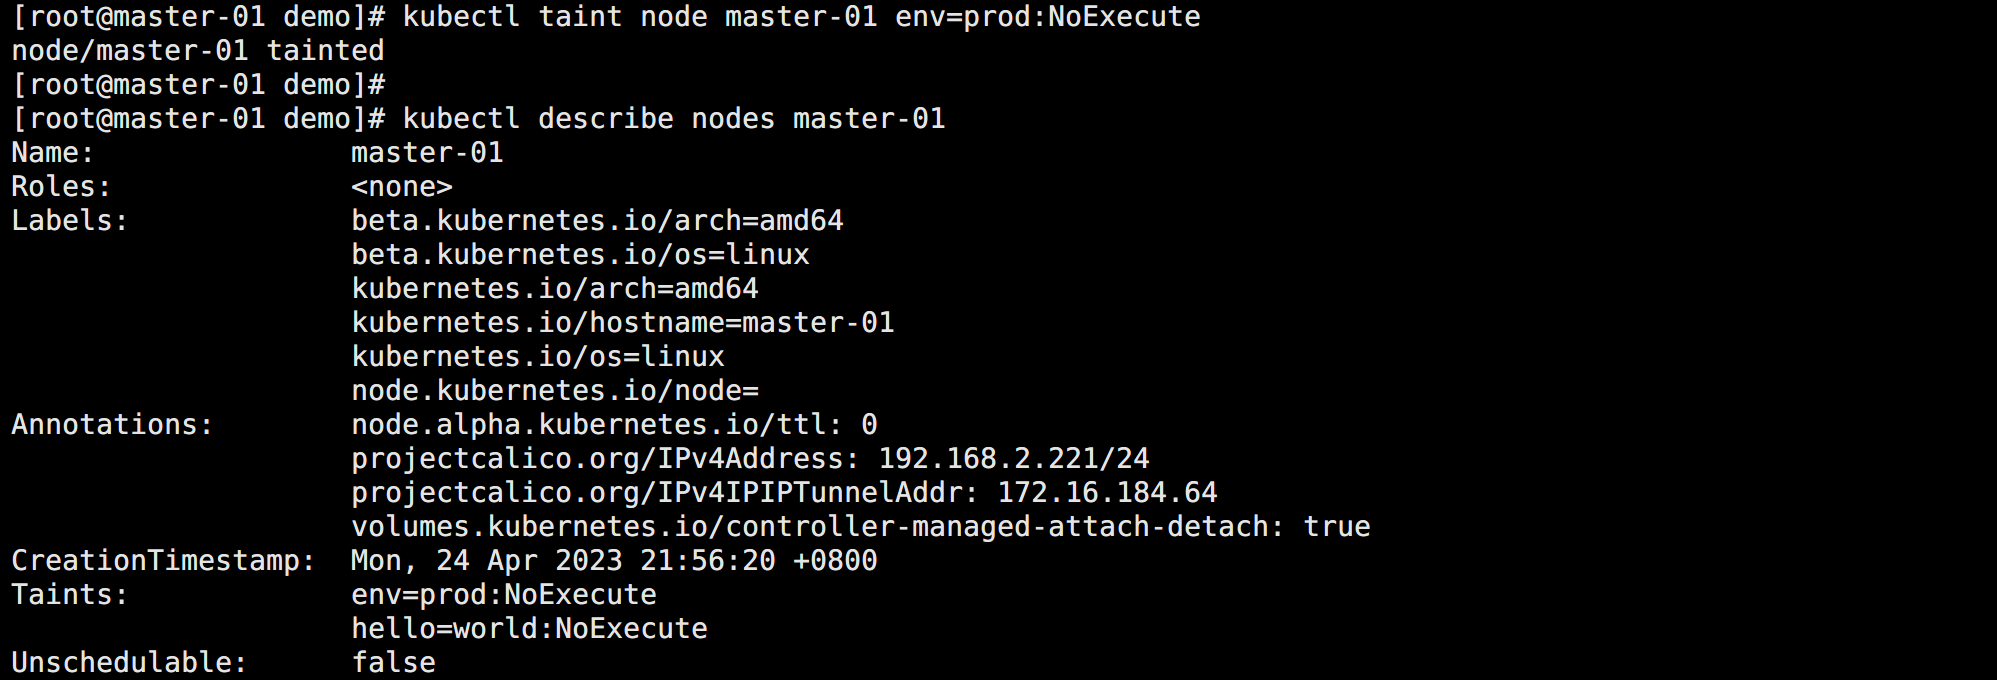 [root@master-01 demo]# kubectl taint node master-01 env=prod:NoExecute
node/master-01 tainted
[root@master-01 demo]#
[root@master-01 demo]# kubectl describe nodes master-01
Name:               master-01
Roles:              <none>
Labels:             beta.kubernetes.io/arch=amd64
                    beta.kubernetes.io/os=linux
                    kubernetes.io/arch=amd64
                    kubernetes.io/hostname=master-01
                    kubernetes.io/os=linux
                    node.kubernetes.io/node=
Annotations:        node.alpha.kubernetes.io/ttl: 0
                    projectcalico.org/IPv4Address: 192.168.2.221/24
                    projectcalico.org/IPv4IPIPTunnelAddr: 172.16.184.64
                    volumes.kubernetes.io/controller-managed-attach-detach: true
CreationTimestamp:  Mon, 24 Apr 2023 21:56:20 +0800
Taints:             env=prod:NoExecute
                    hello=world:NoExecute
Unschedulable:      false